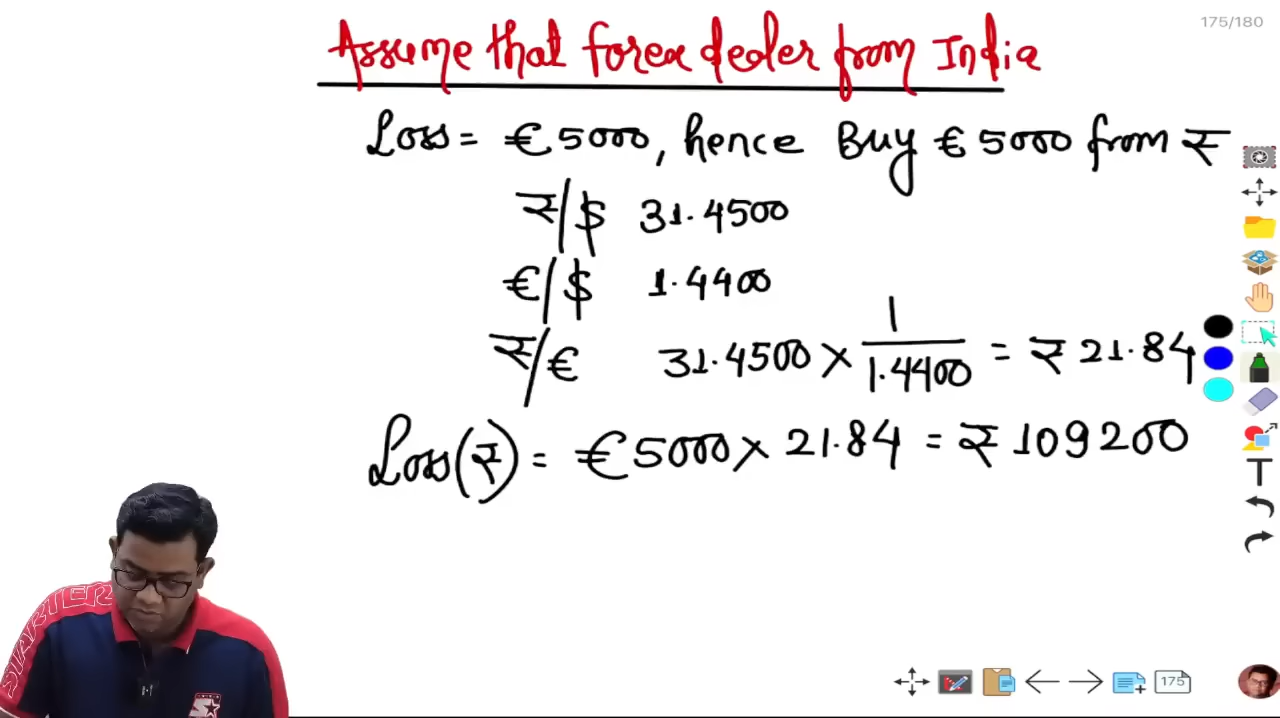 175/180
Assume that forex dealer from India
Loss = € 5000, hence Buy € 5000 from ₹
₹/$ 31.4500
€/$ 1.4400
₹/€ 31.4500 × 1/1.4400 = ₹ 21.84
Loss(₹) = € 5000 × 21.84 = ₹ 109200
STARTER
175